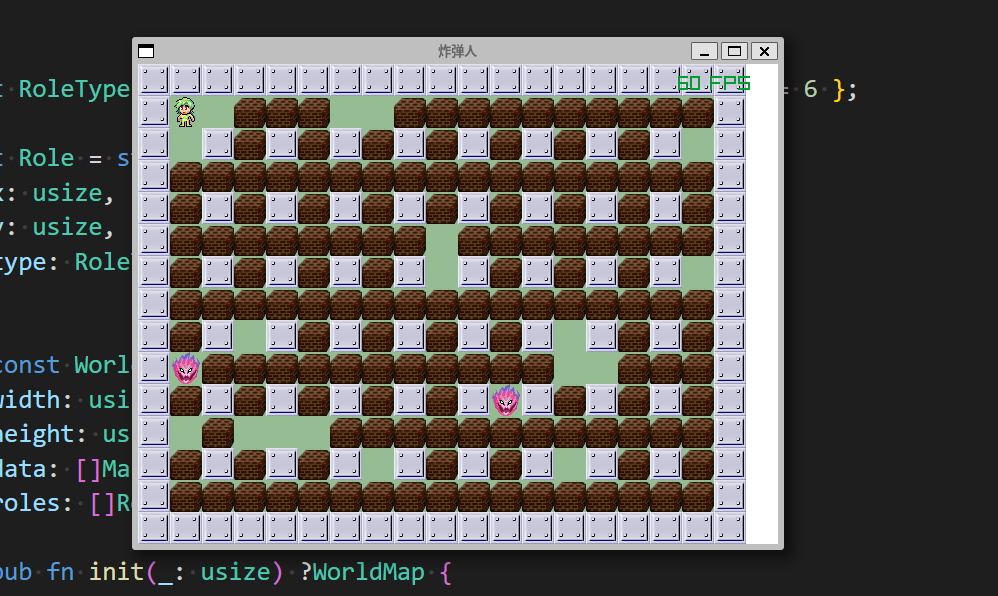 炸弹人
60 FPS
t RoleType
= 6 };
t Role = s
x: usize,
y: usize,
type: Role
const Worl
width: usi
height: us
data: []Ma
roles: []R
pub fn init(_: usize) ?WorldMap {